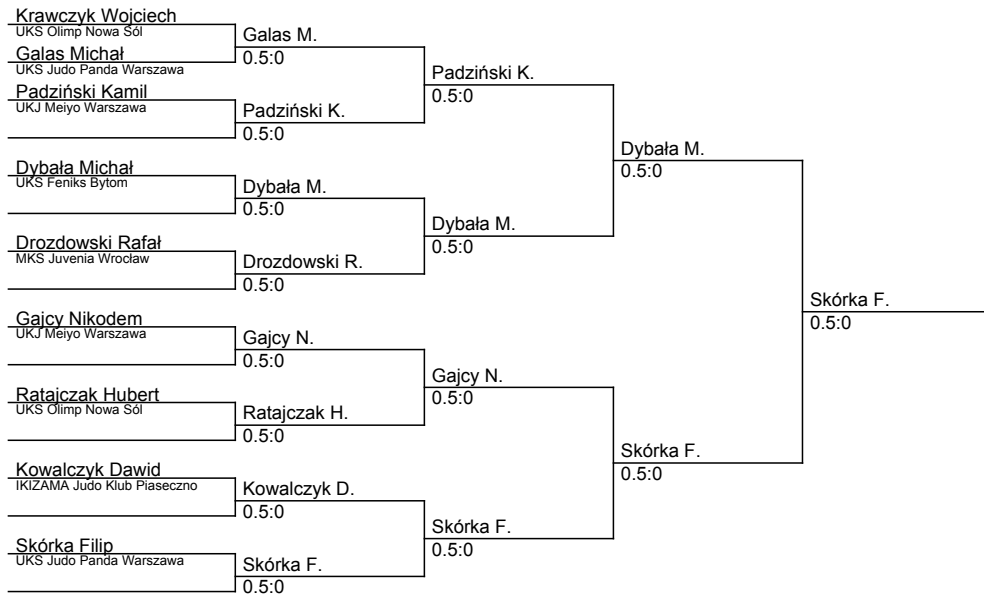 Krawczyk Wojciech
UKS Olimp Nowa Sól
Galas Michał
UKS Judo Panda Warszawa
Padziński Kamil
UKJ Meiyo Warszawa
Dybała Michał
UKS Feniks Bytom
Drozdowski Rafał
MKS Juvenia Wrocław
Gajcy Nikodem
UKJ Meiyo Warszawa
Ratajczak Hubert
UKS Olimp Nowa Sól
Kowalczyk Dawid
IKIZAMA Judo Klub Piaseczno
Skórka Filip
UKS Judo Panda Warszawa
Galas M.
0.5:0
Padziński K.
0.5:0
Dybała M.
0.5:0
Drozdowski R.
0.5:0
Gajcy N.
0.5:0
Ratajczak H.
0.5:0
Kowalczyk D.
0.5:0
Skórka F.
0.5:0
Padziński K.
0.5:0
Dybała M.
0.5:0
Gajcy N.
0.5:0
Skórka F.
0.5:0
Dybała M.
0.5:0
Skórka F.
0.5:0
Skórka F.
0.5:0